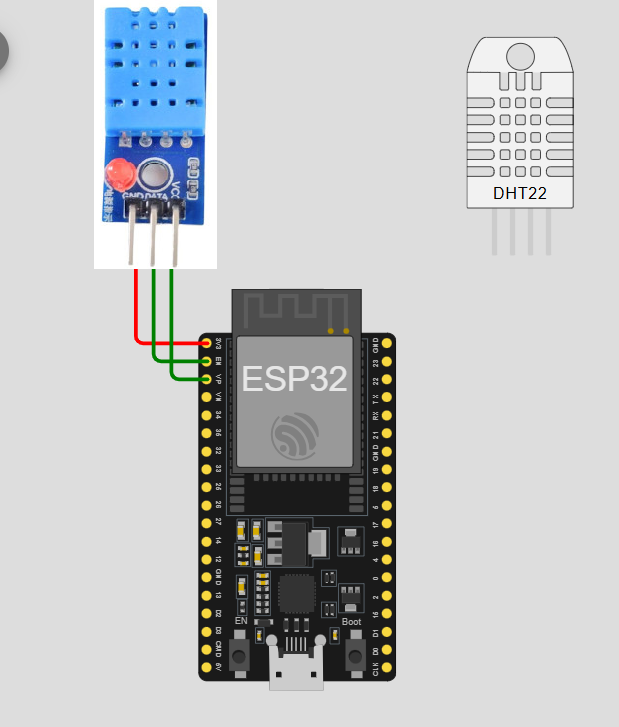 GND DATA VCC
DHT22
ESP32
3V3
EN
VP
VN
34
35
32
33
25
26
27
14
12
GND
13
D2
D3
CMD
5V
GND
23
22
TX
RX
21
GND
19
18
5
17
16
4
0
2
15
D1
D0
CLK
EN
Boot